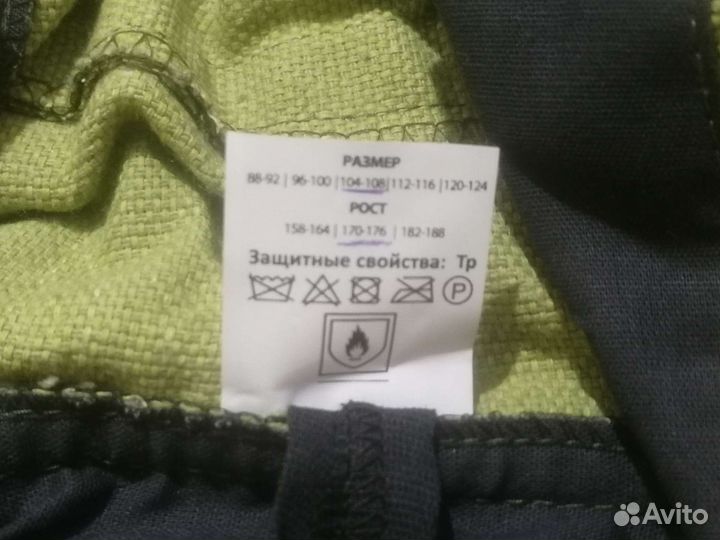 РАЗМЕР
88-92 | 96-100 | 104-108 | 112-116 | 120-124
РОСТ
158-164 | 170-176 | 182-188
Защитные свойства: Тр
P
Avito